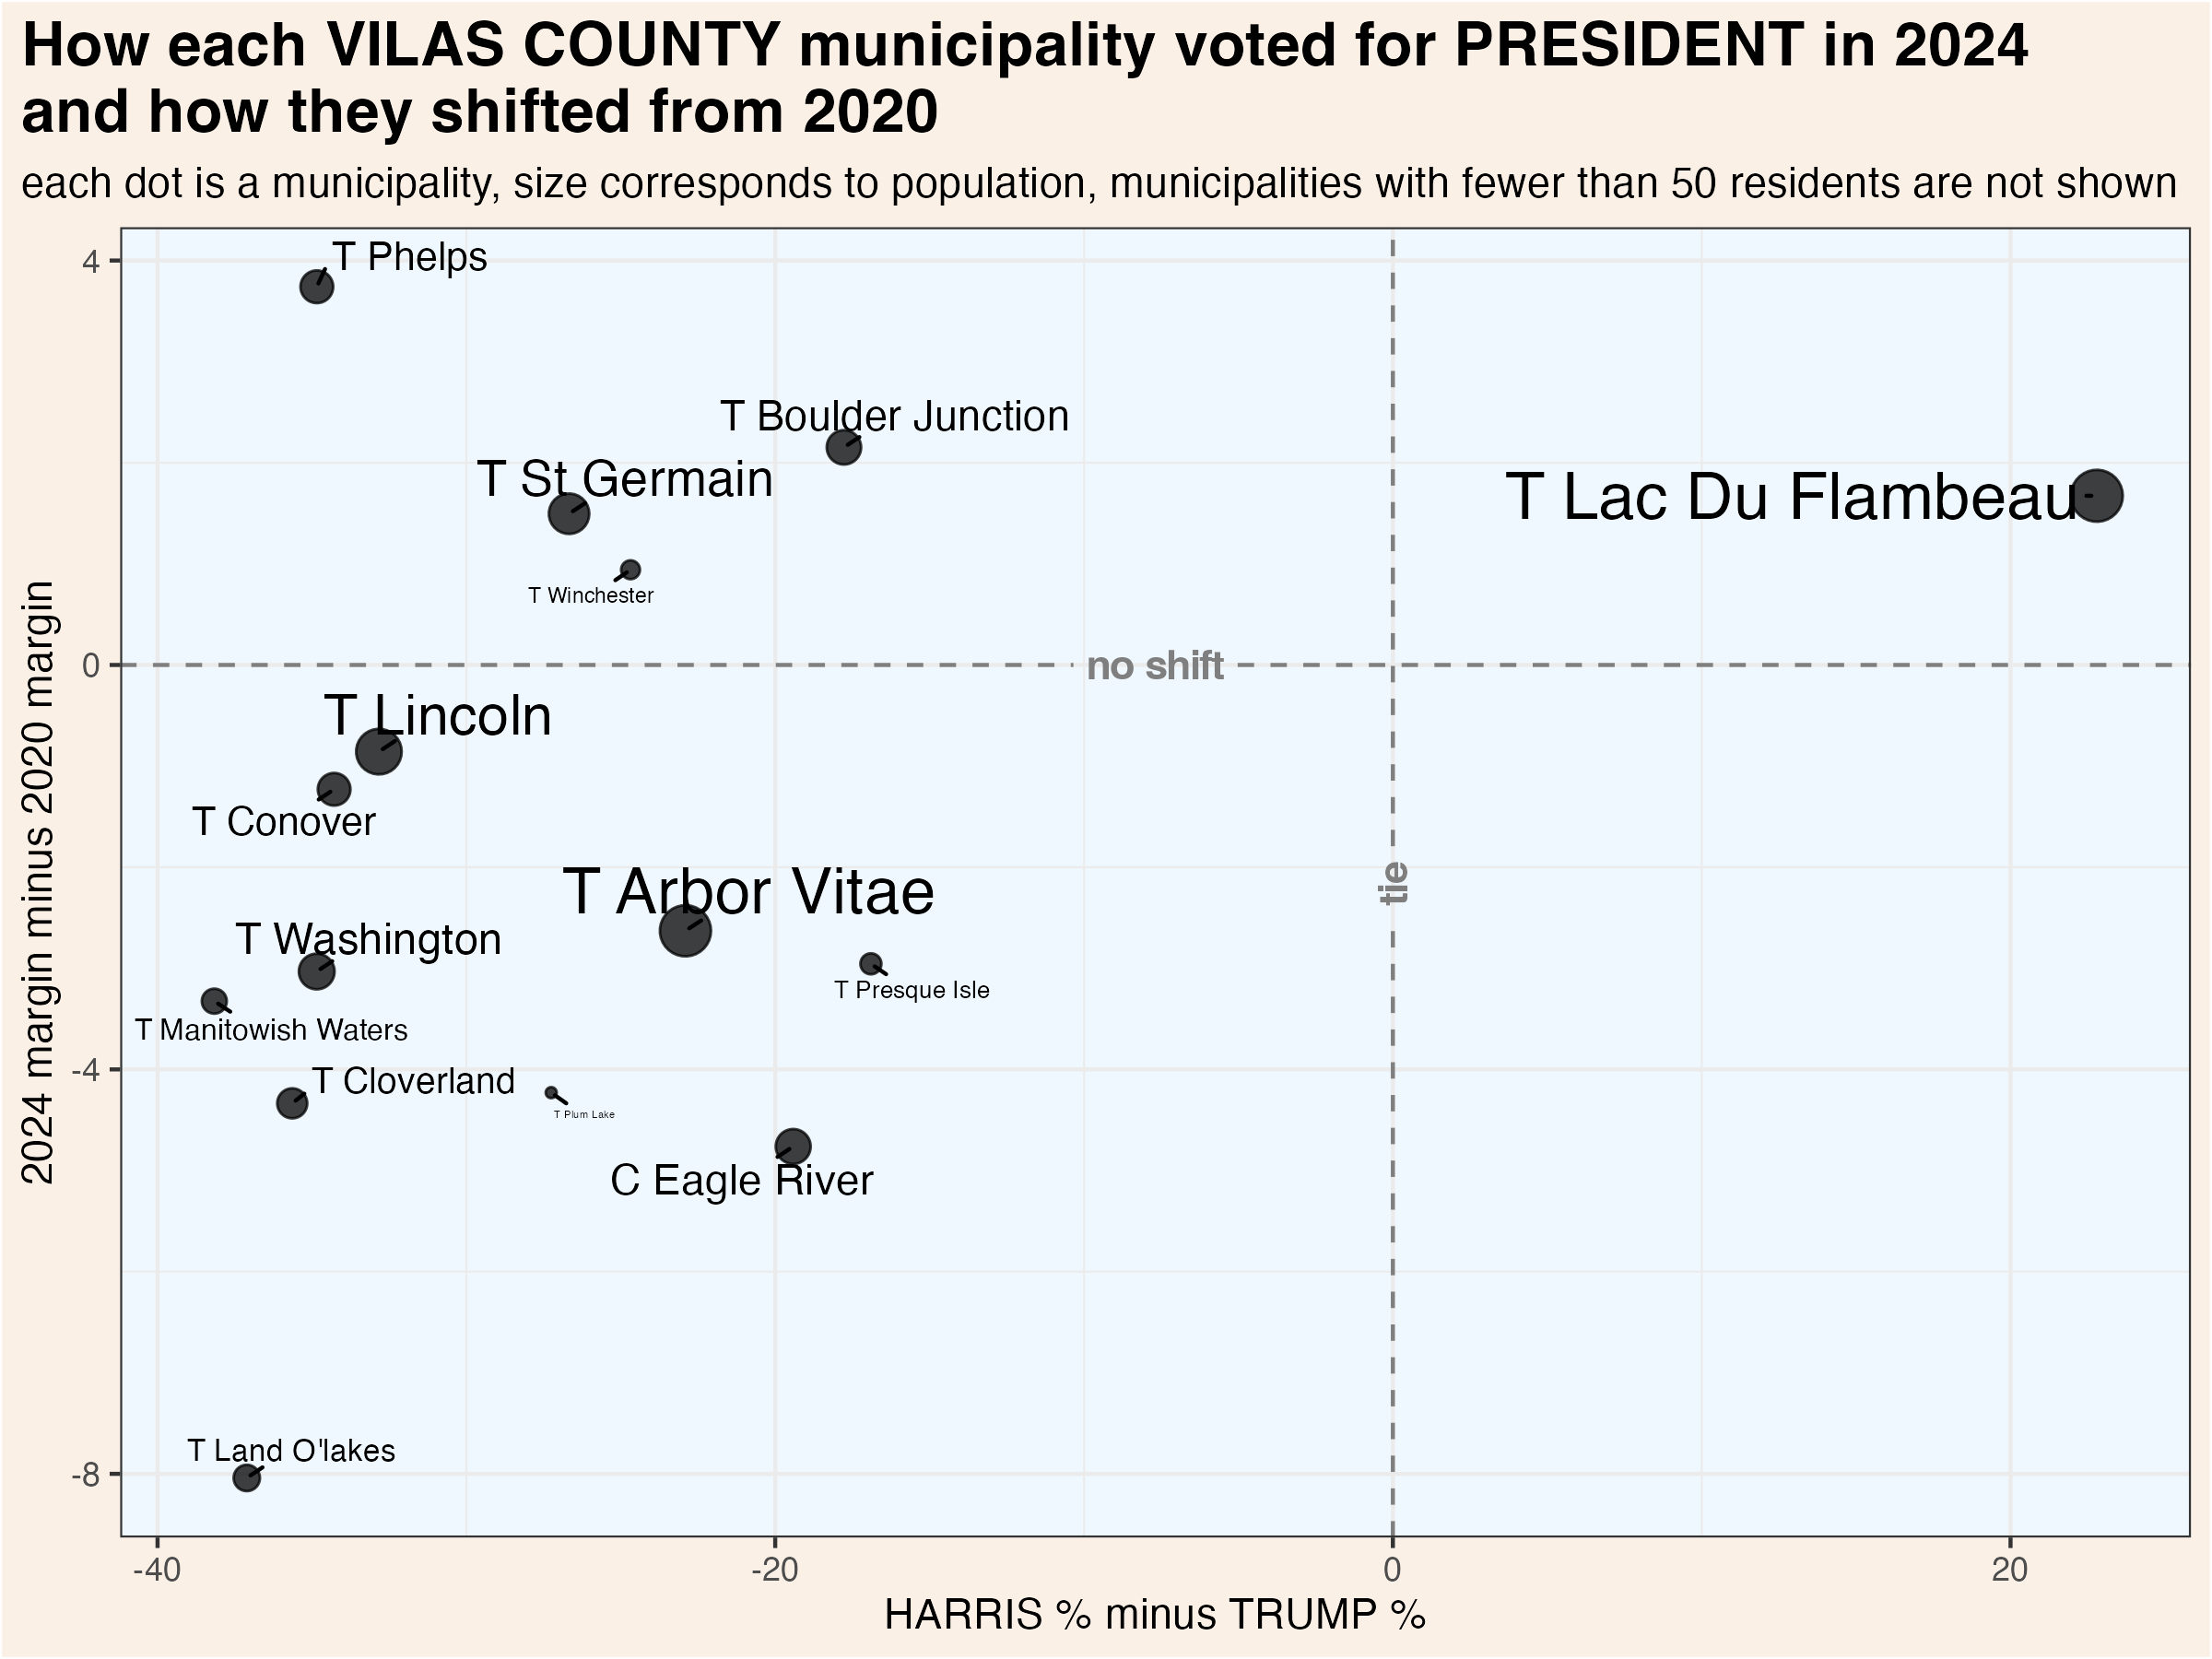 How each VILAS COUNTY municipality voted for PRESIDENT in 2024
and how they shifted from 2020
each dot is a municipality, size corresponds to population, municipalities with fewer than 50 residents are not shown
4
T Phelps
T Boulder Junction
T St Germain
T Lac Du Flambeau
T Winchester
0
no shift
T Lincoln
T Conover
tie
T Arbor Vitae
T Washington
T Presque Isle
T Manitowish Waters
-4
T Cloverland
T Plum Lake
C Eagle River
T Land O'lakes
-8
2024 margin minus 2020 margin
-40
-20
0
20
HARRIS % minus TRUMP %